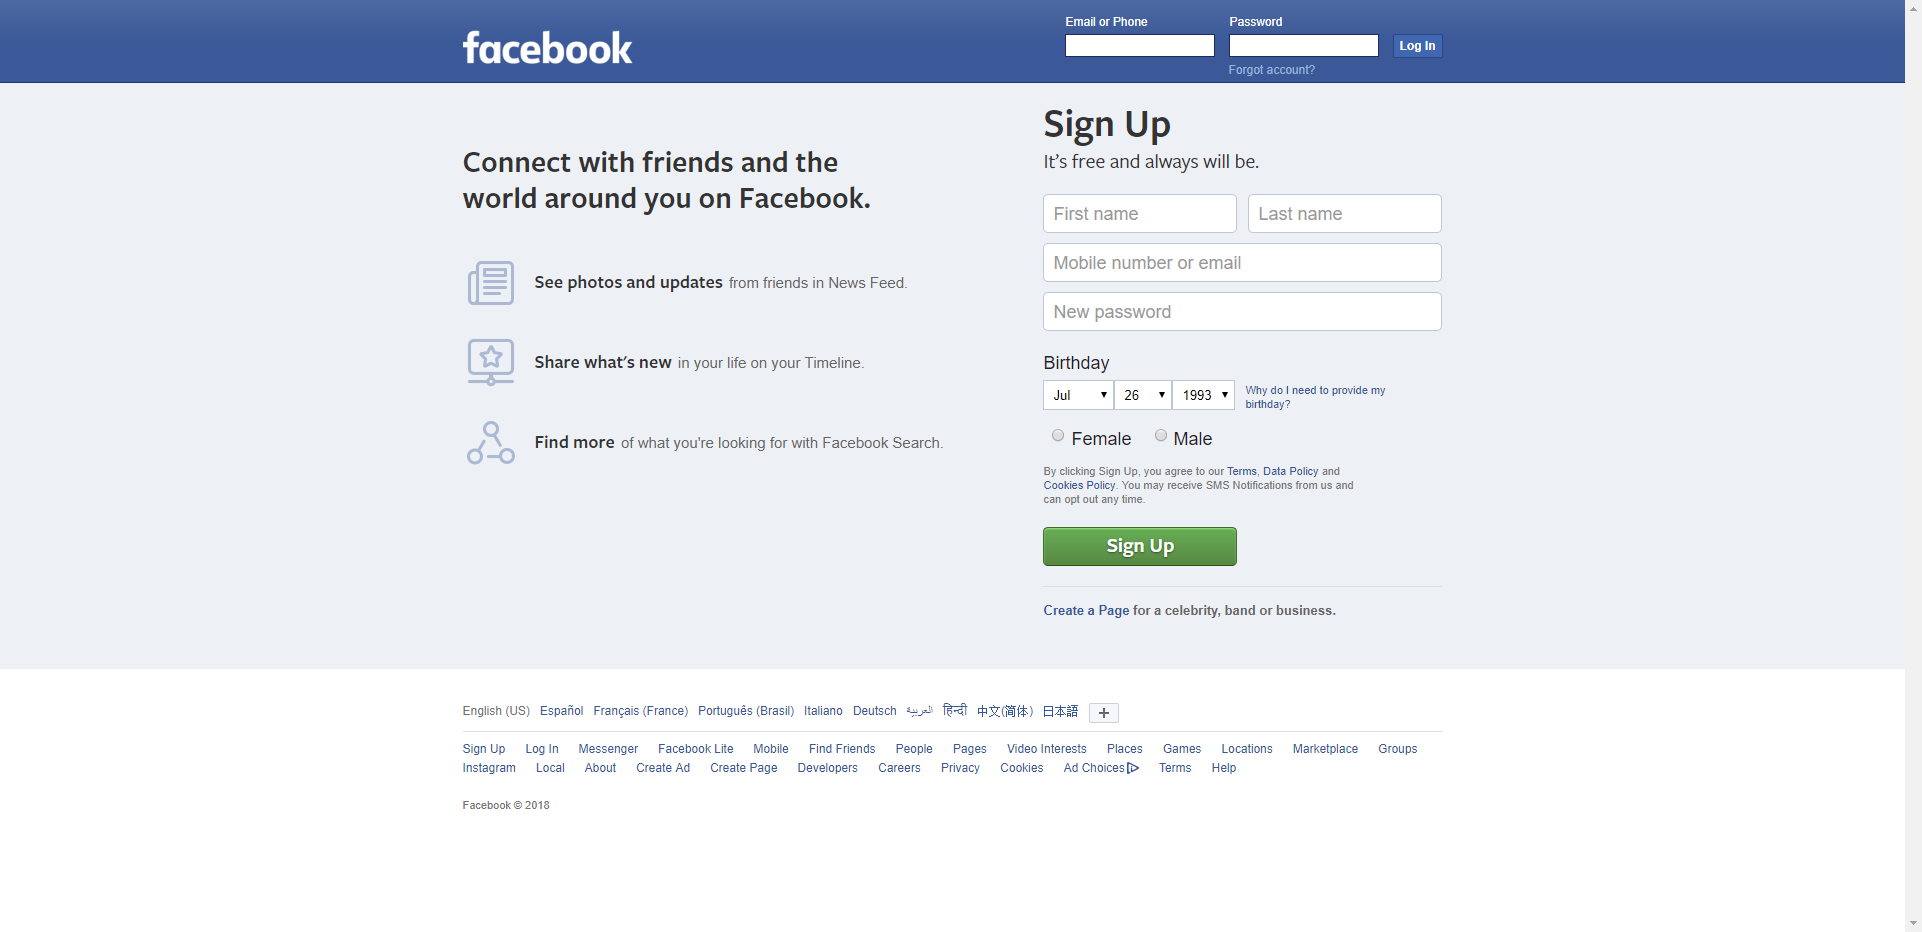 facebook
Email or Phone
Password
Log In
Forgot account?
Connect with friends and the
world around you on Facebook.
See photos and updates from friends in News Feed.
Share what's new in your life on your Timeline.
Find more of what you're looking for with Facebook Search.
Sign Up
It’s free and always will be.
First name
Last name
Mobile number or email
New password
Birthday
Jul 26 1993
Why do I need to provide my
birthday?
Female Male
By clicking Sign Up, you agree to our Terms, Data Policy and
Cookies Policy. You may receive SMS Notifications from us and
can opt out any time.
Sign Up
Create a Page for a celebrity, band or business.
English (US) Español Français (France) Português (Brasil) Italiano Deutsch العربية हिन्दी 中文(简体) 日本語 +
Sign Up Log In Messenger Facebook Lite Mobile Find Friends People Pages Video Interests Places Games Locations Marketplace Groups
Instagram Local About Create Ad Create Page Developers Careers Privacy Cookies Ad Choices Terms Help
Facebook © 2018